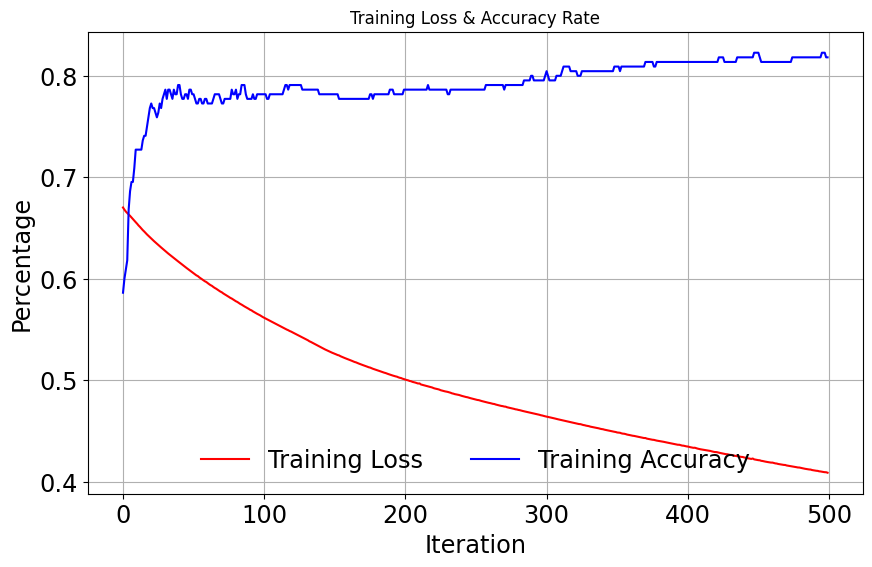 Training Loss & Accuracy Rate
Percentage
0.8
0.7
0.6
0.5
0.4
Training Loss
Training Accuracy
0 100 200 300 400 500
Iteration